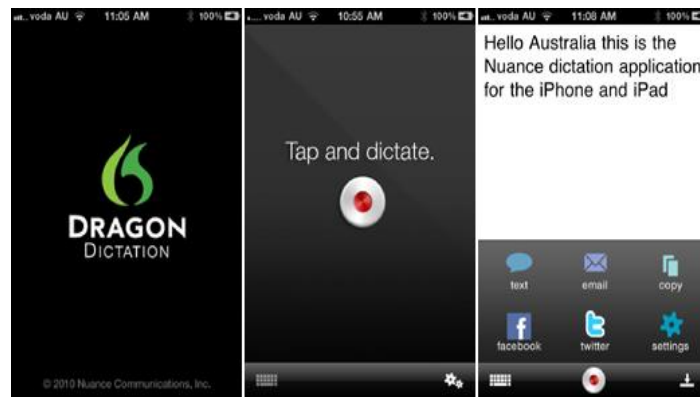 voda AU 11:05 AM 100%
DRAGON
DICTATION
© 2010 Nuance Communications, Inc.
voda AU 10:55 AM 100%
Tap and dictate.
voda AU 11:08 AM 100%
Hello Australia this is the
Nuance dictation application
for the iPhone and iPad
text email copy
facebook twitter settings